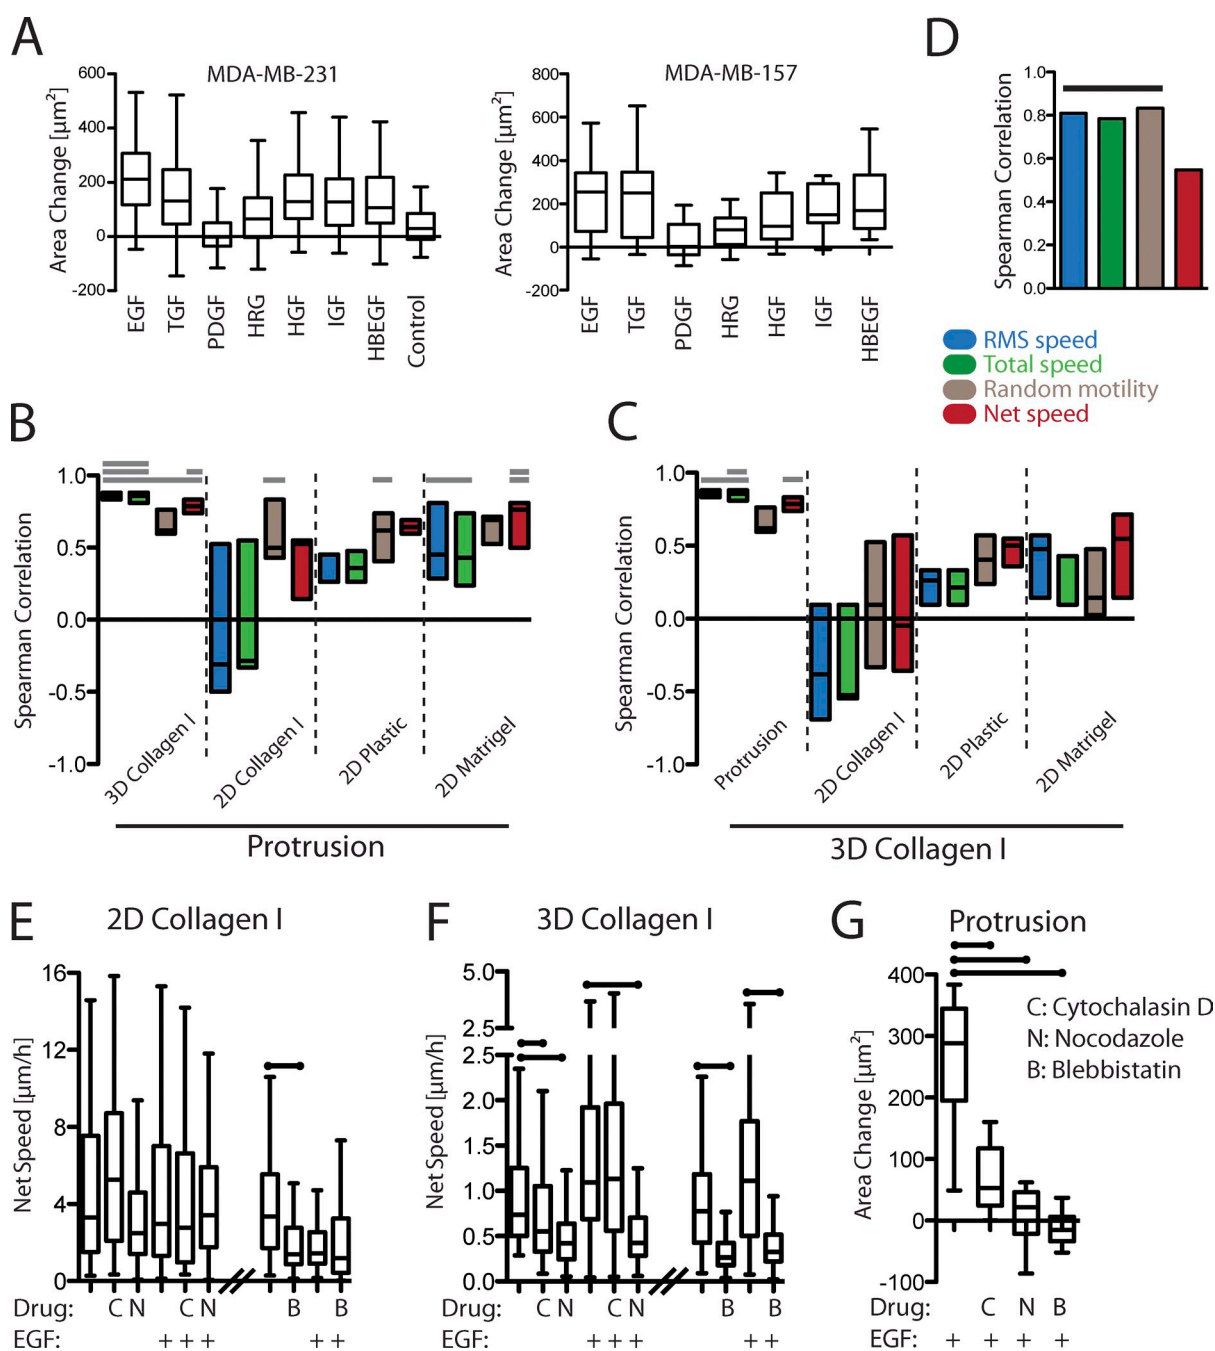 A
MDA-MB-231
Area Change [µm²]
600
400
200
0
-200
EGF
TGF
PDGF
HRG
HGF
IGF
HBEGF
Control
MDA-MB-157
Area Change [µm²]
800
600
400
200
0
-200
EGF
TGF
PDGF
HRG
HGF
IGF
HBEGF
D
Spearman Correlation
1.0
0.8
0.6
0.4
0.2
0.0
RMS speed
Total speed
Random motility
Net speed
B
Spearman Correlation
1.0
0.5
0.0
-0.5
-1.0
3D Collagen I
2D Collagen I
2D Plastic
2D Matrigel
Protrusion
C
Spearman Correlation
1.0
0.5
0.0
-0.5
-1.0
Protrusion
2D Collagen I
2D Plastic
2D Matrigel
3D Collagen I
E
2D Collagen I
Net Speed [µm/h]
16
12
8
4
0
Drug: C N B B
EGF: + + + + +
F
3D Collagen I
Net Speed [µm/h]
5.0
2.5
2.5
2.0
1.5
1.0
0.5
0.0
C N C N B B
+ + + + +
G
Protrusion
Area Change [µm²]
400
300
200
100
0
-100
C: Cytochalasin D
N: Nocodazole
B: Blebbistatin
Drug: C N B
EGF: + + + +